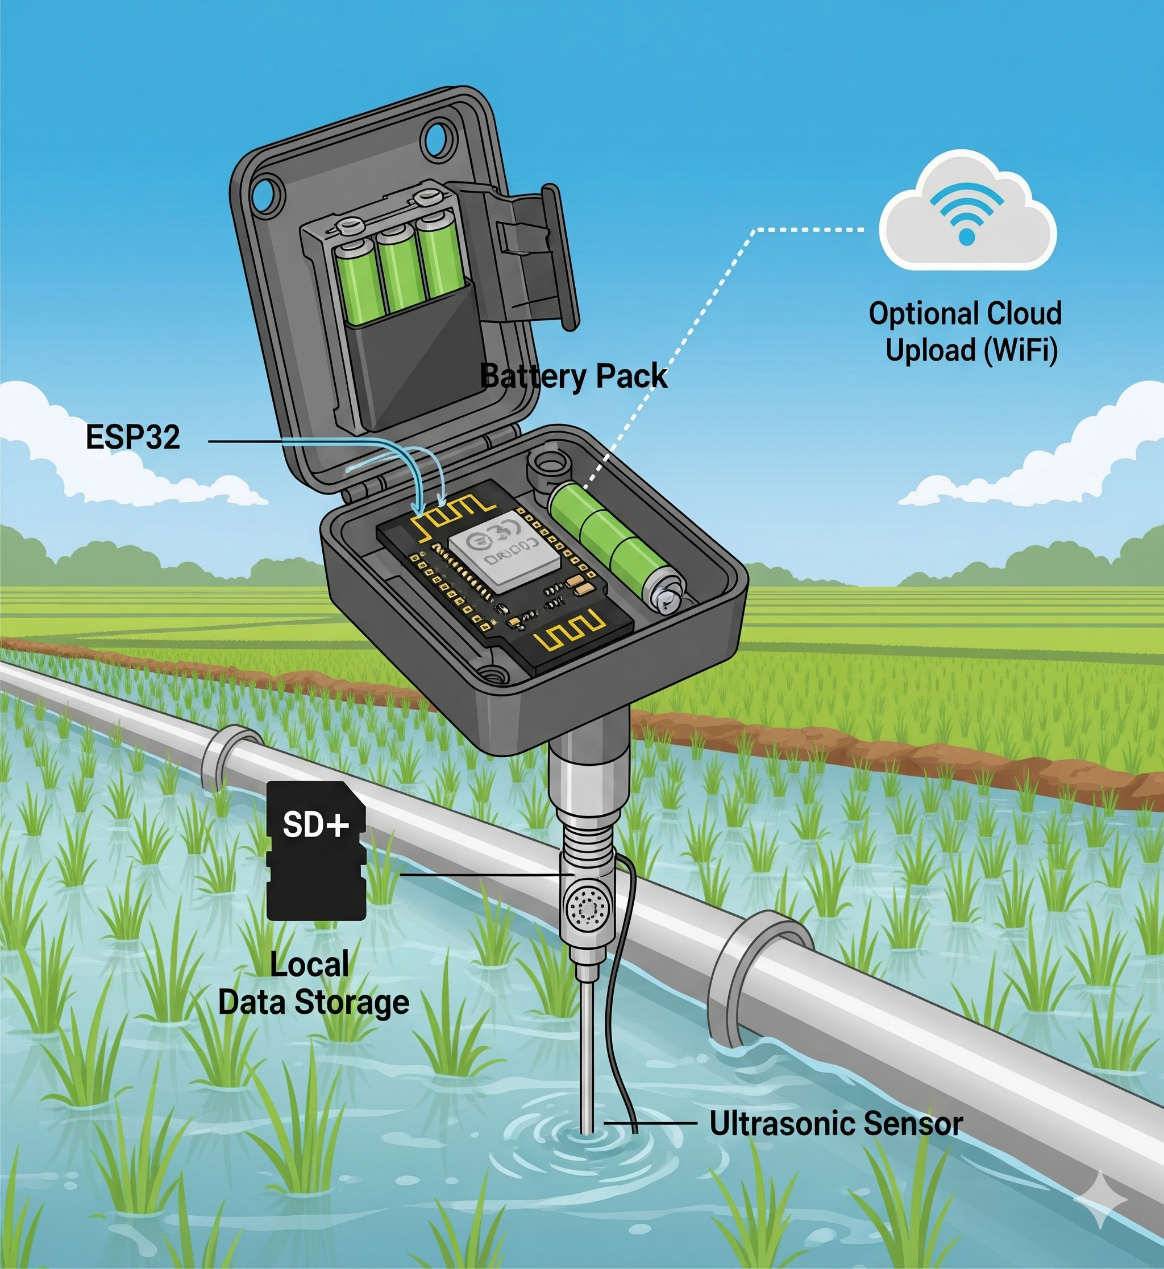 Optional Cloud
Upload (WiFi)
Battery Pack
ESP32
SD+
Local
Data Storage
Ultrasonic Sensor